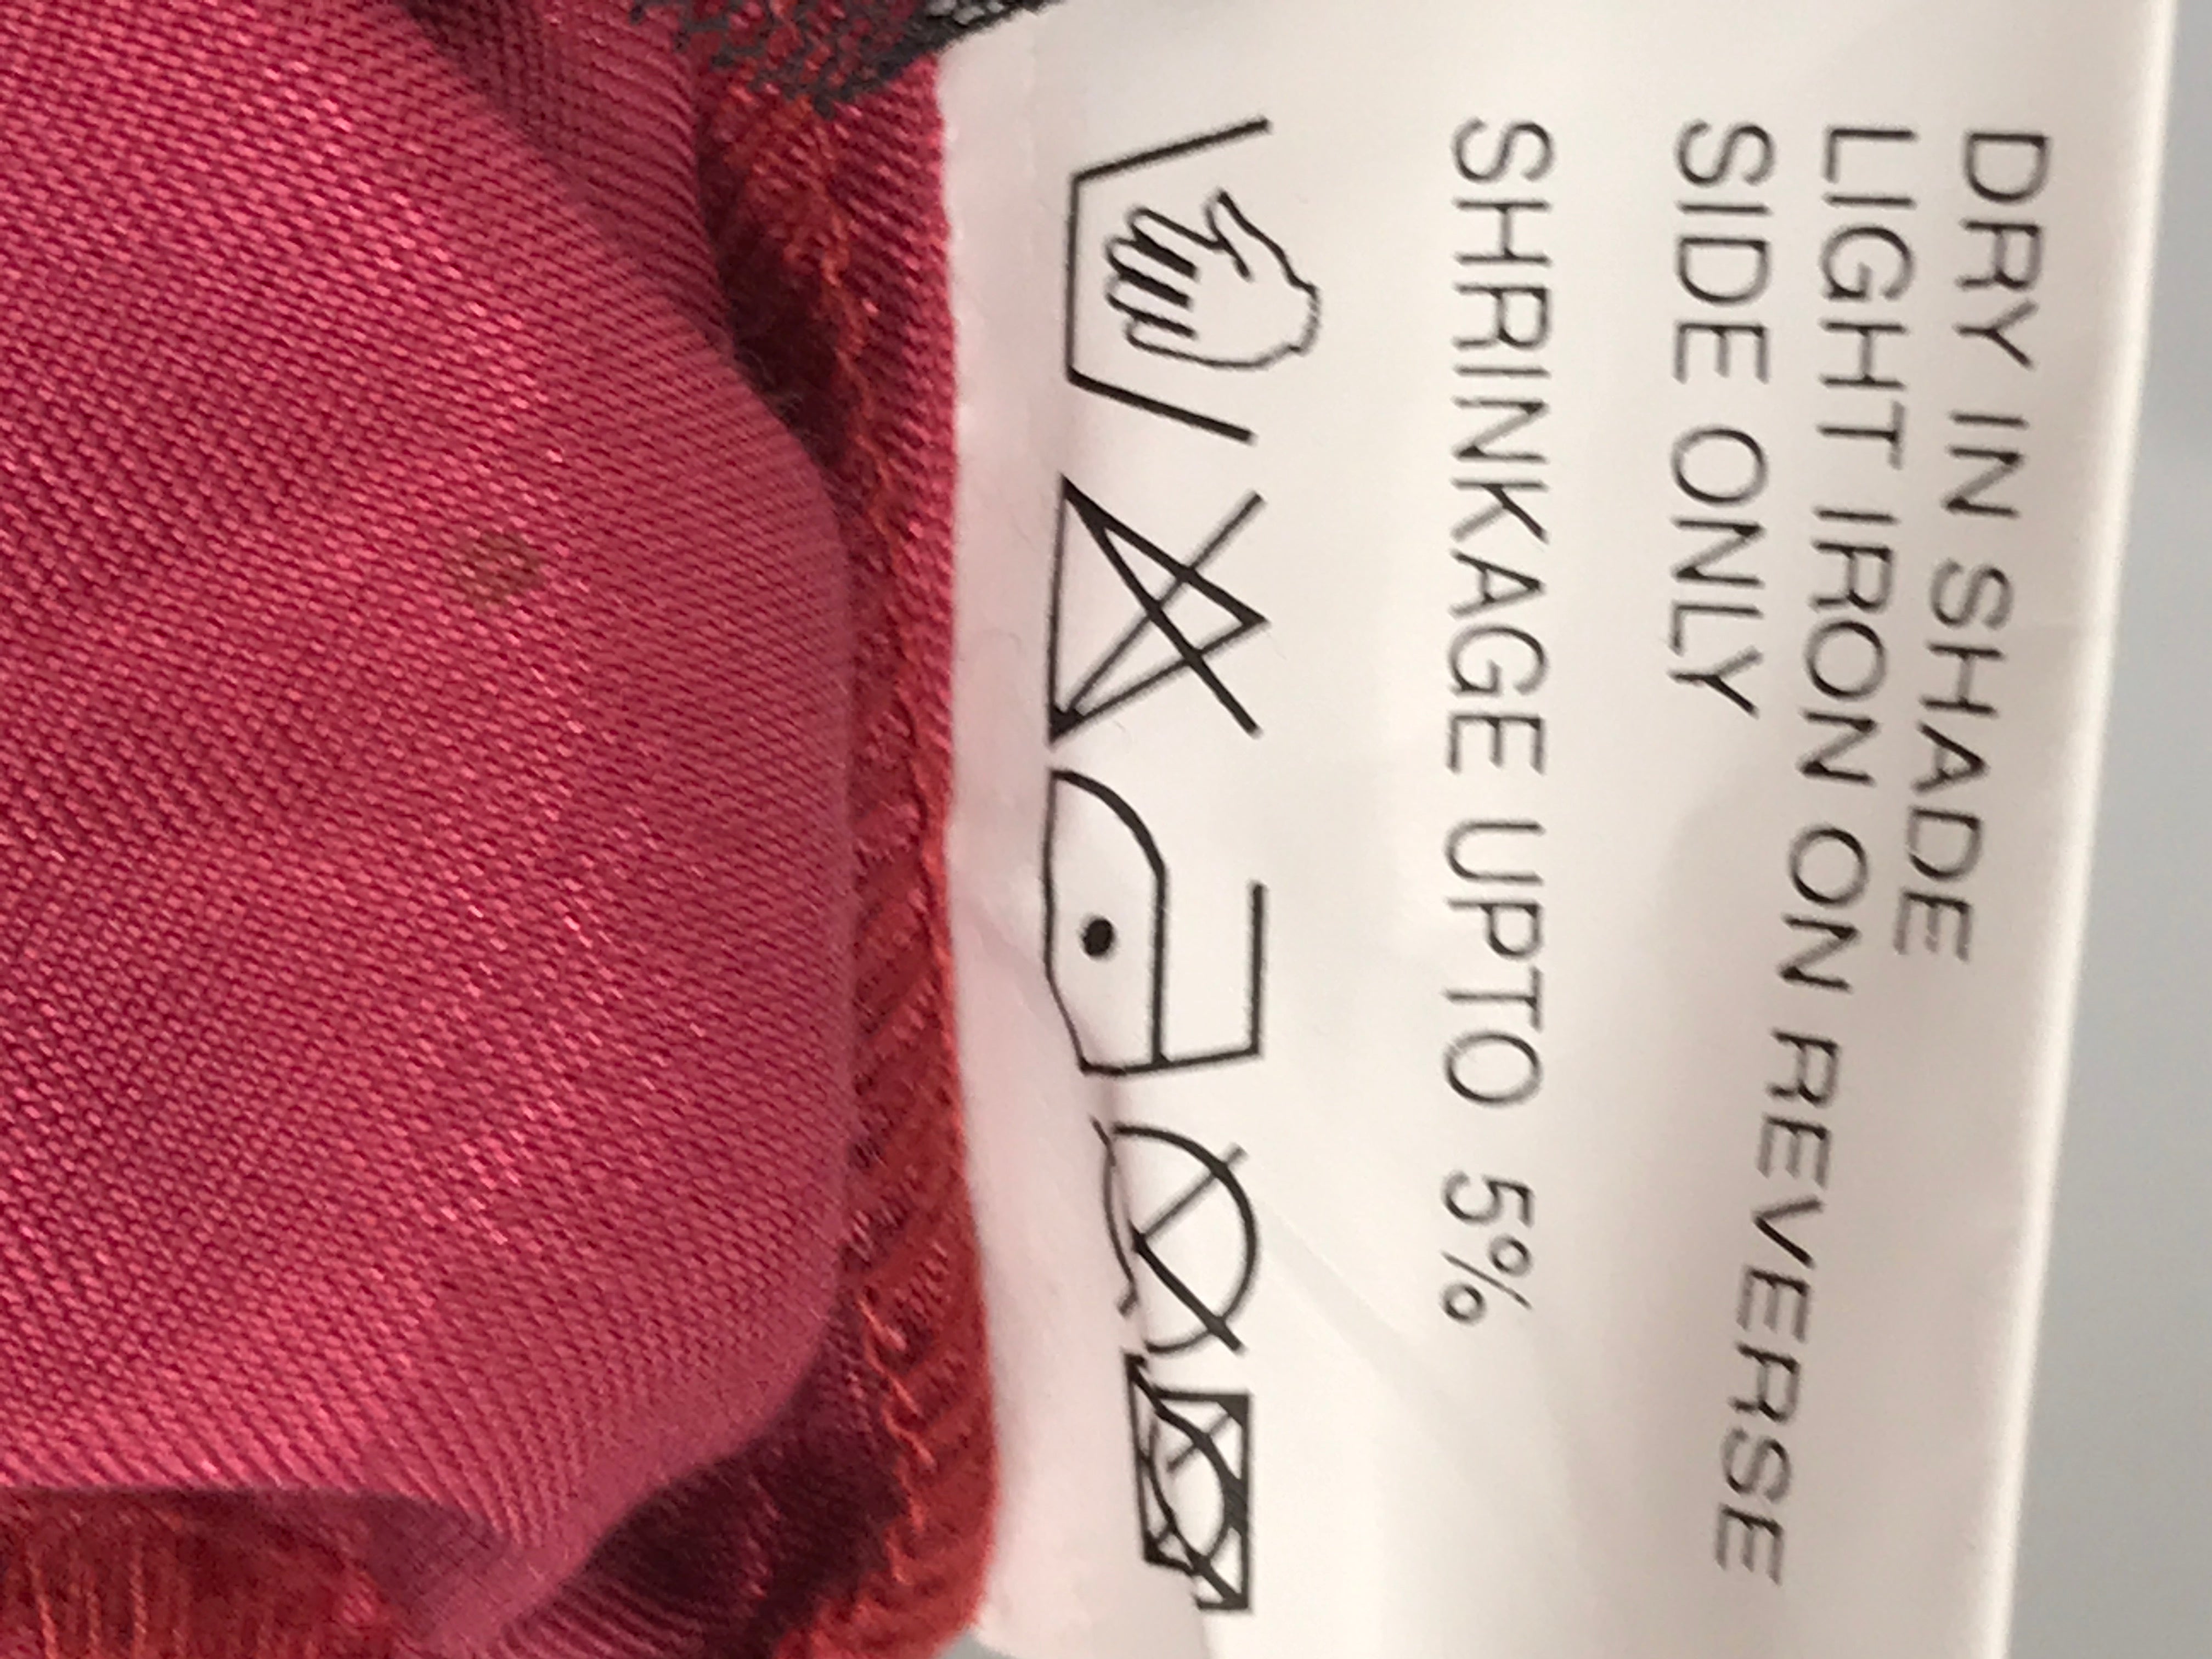 DRY IN SHADE
LIGHT IRON ON REVERSE
SIDE ONLY
SHRINKAGE UPTO 5%